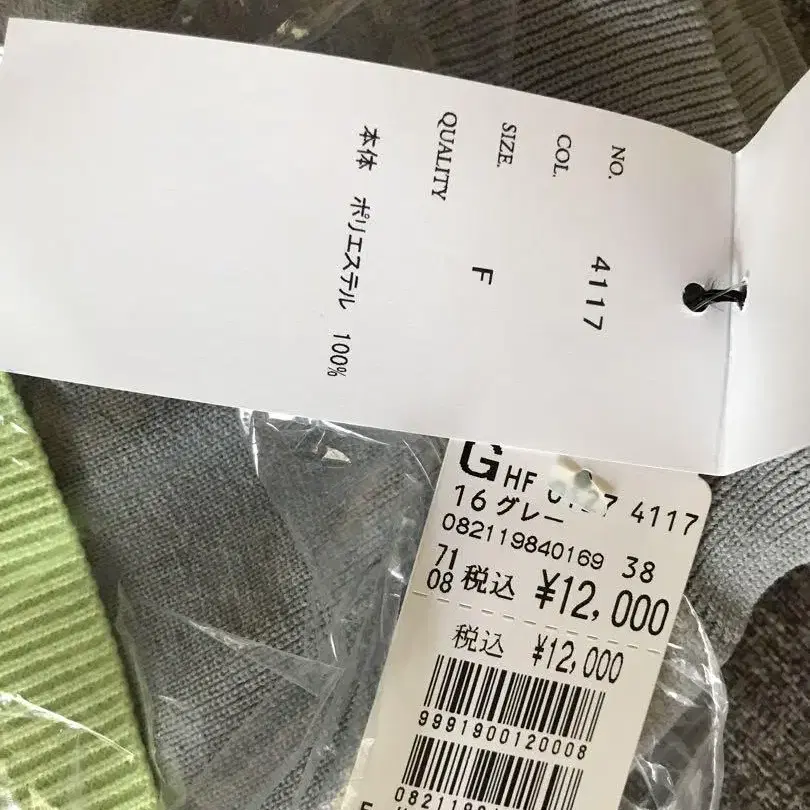 NO. 4117
COL.
SIZE. F
QUALITY
本体 ポリエステル 100%
G HF 4117
16 グレー
082119840169 38
71
08 税込 ¥12,000
税込 ¥12,000
9991900120008